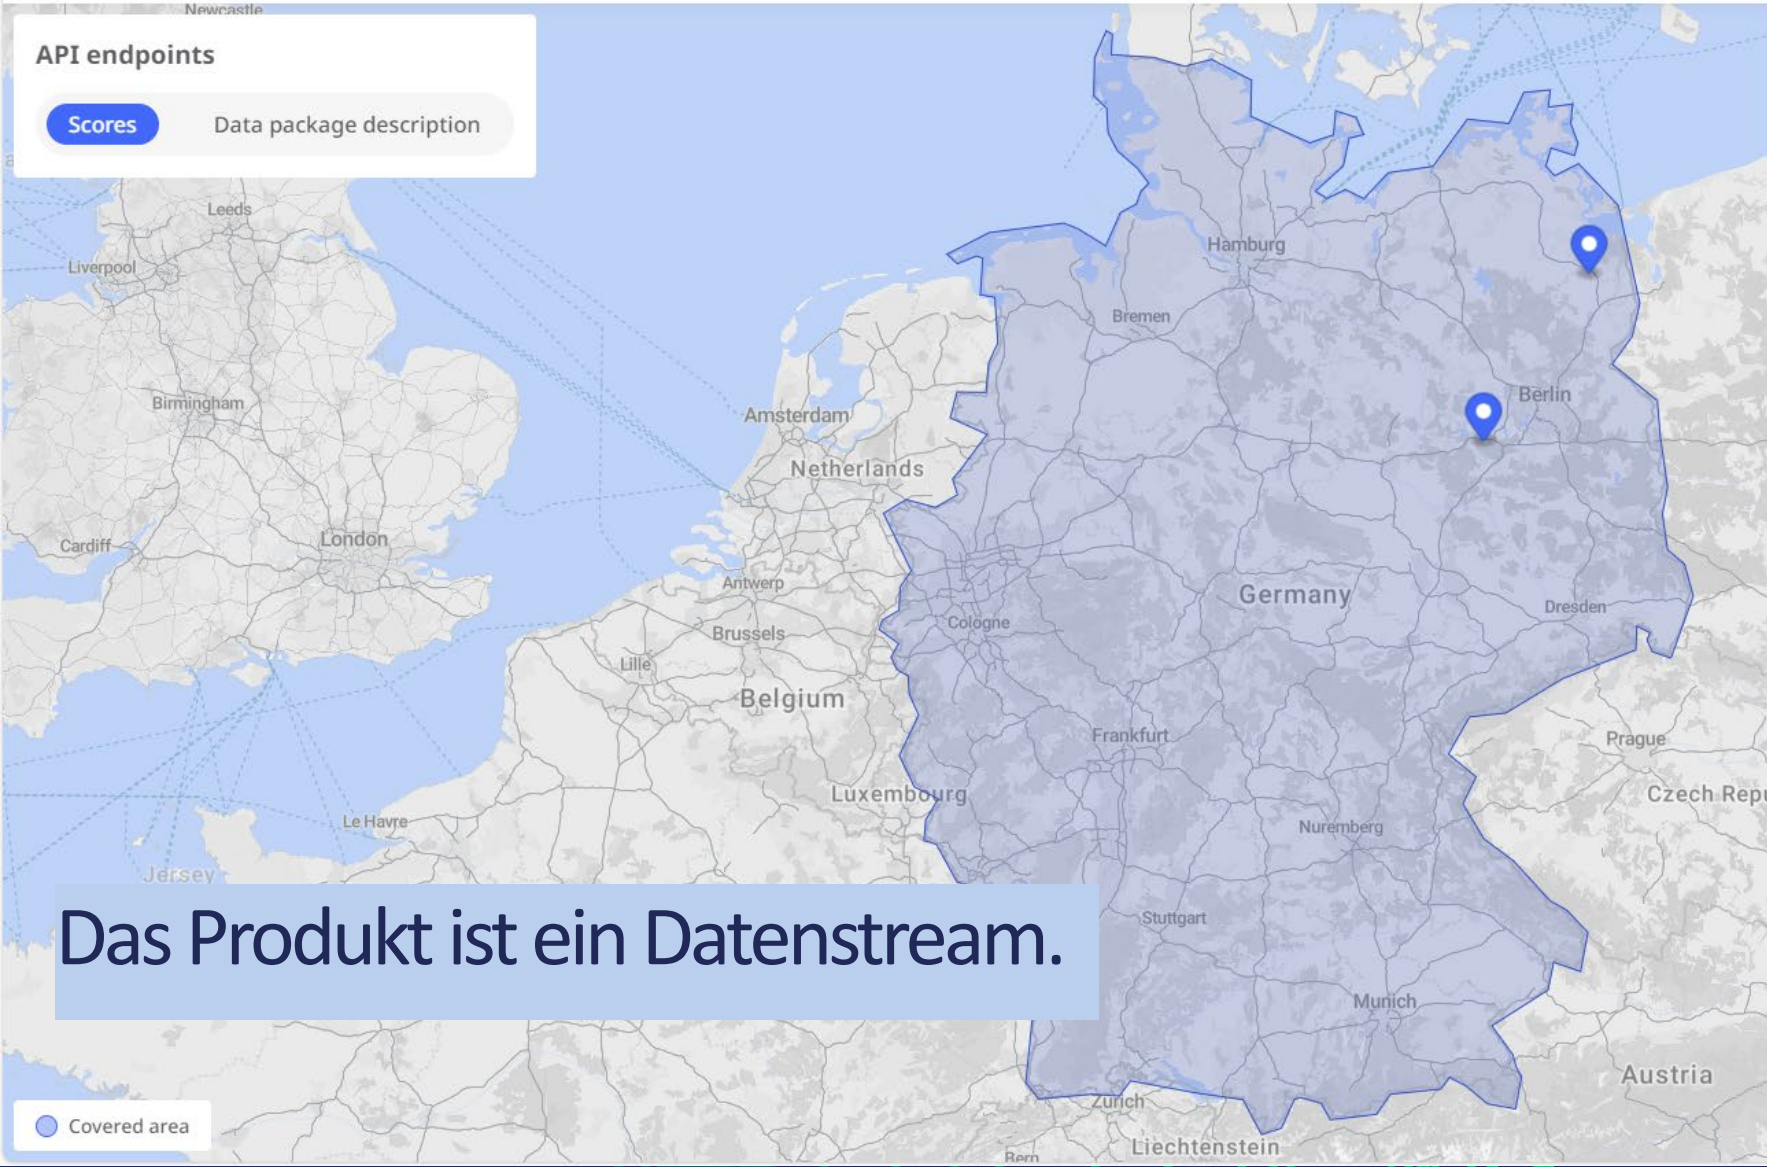 Newcastle
API endpoints
Scores
Data package description
Leeds
Liverpool
Hamburg
Bremen
Berlin
Birmingham
Amsterdam
Netherlands
London
Cardiff
Antwerp
Germany
Dresden
Cologne
Brussels
Lille
Belgium
Frankfurt
Prague
Luxembourg
Czech Repu
Le Havre
Nuremberg
Jersey
Das Produkt ist ein Datenstream.
Stuttgart
Munich
Austria
Zurich
Covered area
Liechtenstein
Bern